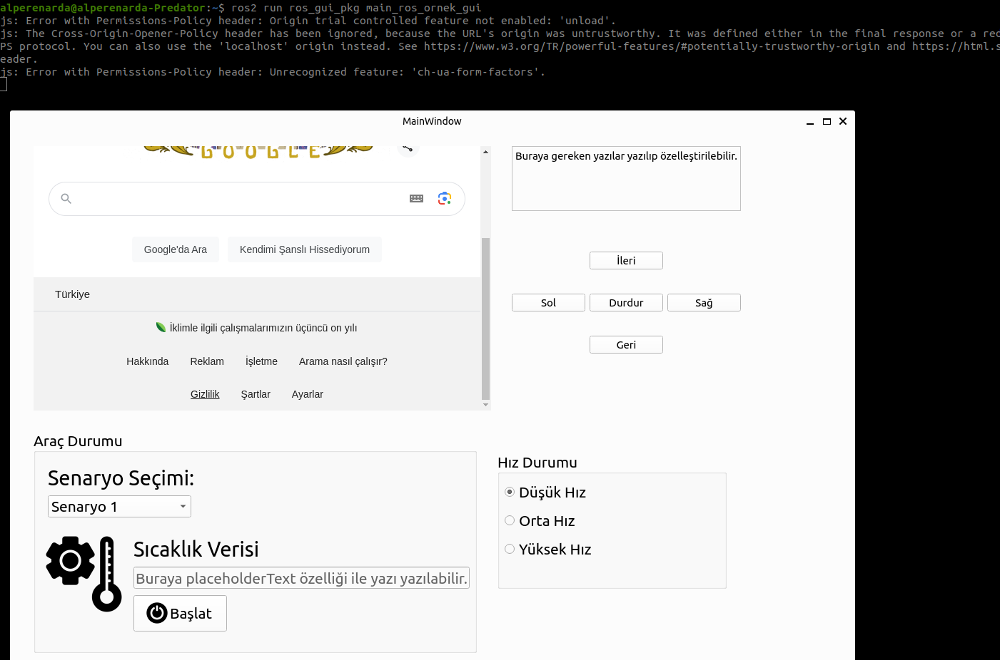 alperenarda@alperenarda-Predator:~$ ros2 run ros_gui_pkg main_ros_ornek_gui
js: Error with Permissions-Policy header: Origin trial controlled feature not enabled: 'unload'.
js: The Cross-Origin-Opener-Policy header has been ignored, because the URL's origin was untrustworthy. It was defined either in the final response or a rec
PS protocol. You can also use the 'localhost' origin instead. See https://www.w3.org/TR/powerful-features/#potentially-trustworthy-origin and https://html.s
eader.
js: Error with Permissions-Policy header: Unrecognized feature: 'ch-ua-form-factors'.
MainWindow
GOOGLE
Buraya gereken yazılar yazılıp özelleştirilebilir.
Google'da Ara
Kendimi Şanslı Hissediyorum
İleri
Sol
Durdur
Sağ
Geri
Türkiye
İklimle ilgili çalışmalarımızın üçüncü on yılı
Hakkında
Reklam
İşletme
Arama nasıl çalışır?
Gizlilik
Şartlar
Ayarlar
Araç Durumu
Senaryo Seçimi:
Senaryo 1
Sıcaklık Verisi
Buraya placeholderText özelliği ile yazı yazılabilir.
Başlat
Hız Durumu
Düşük Hız
Orta Hız
Yüksek Hız